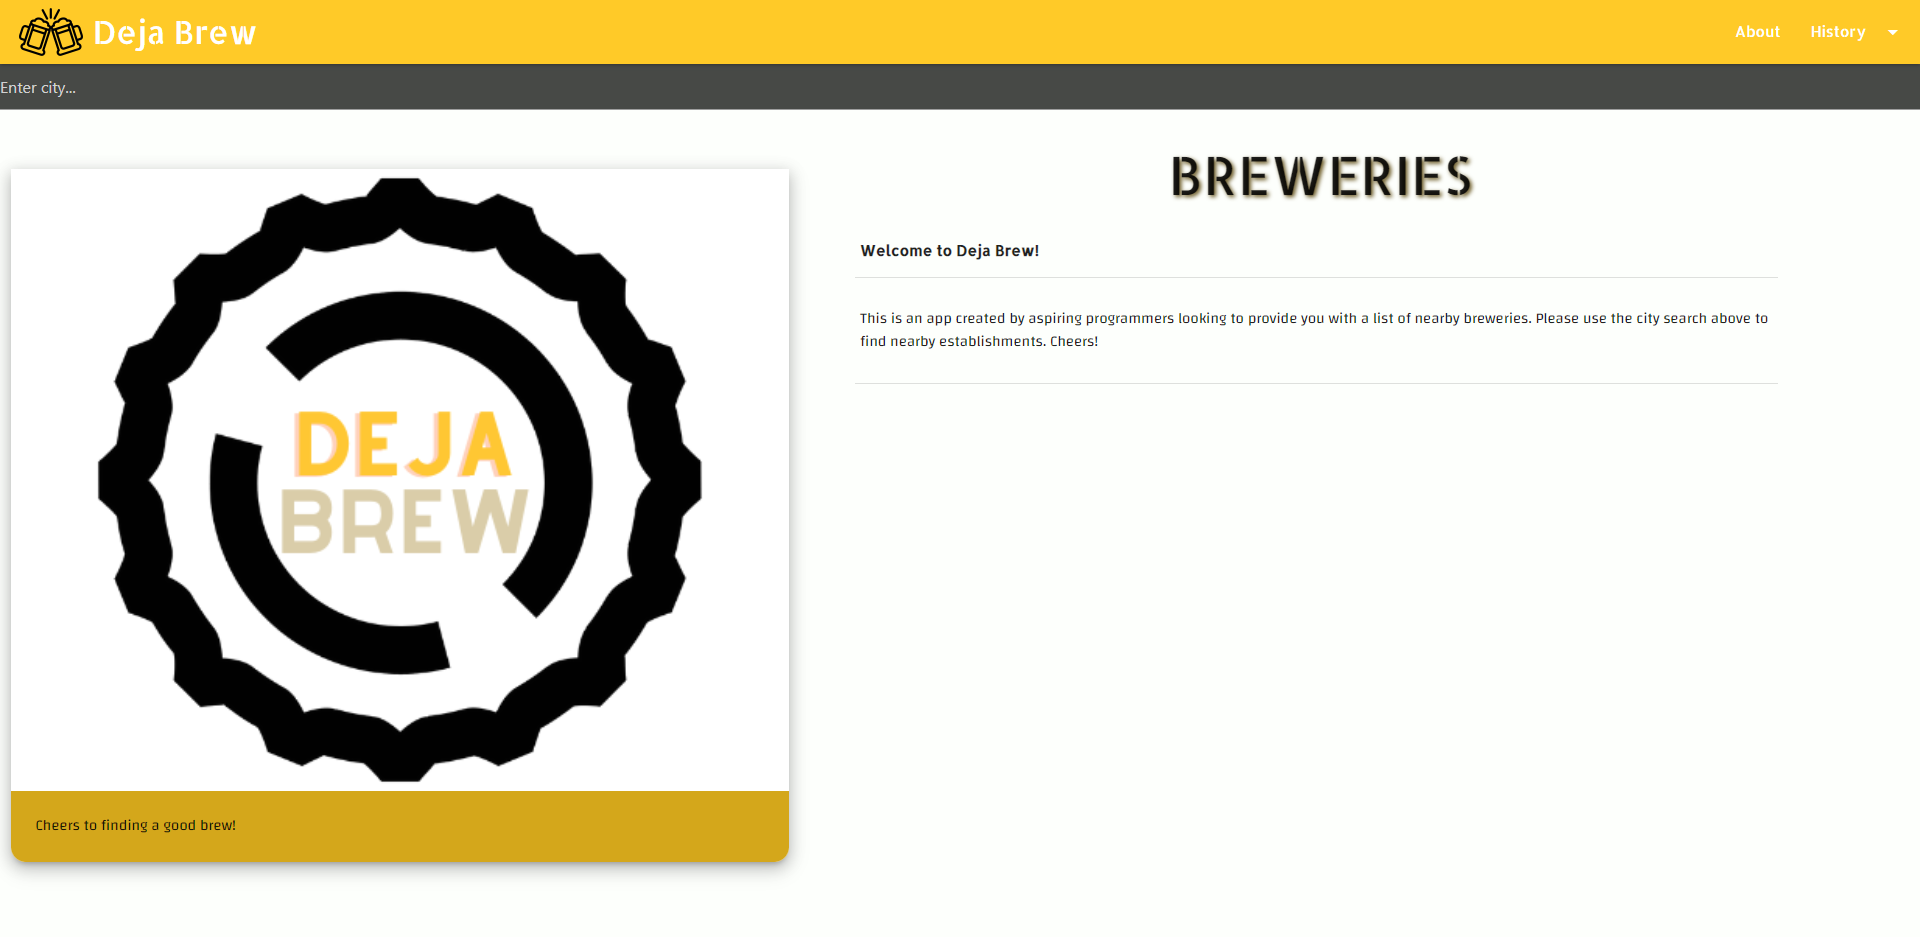 Deja Brew
About
History
Enter city...
BREWERIES
Welcome to Deja Brew!
This is an app created by aspiring programmers looking to provide you with a list of nearby breweries. Please use the city search above to
find nearby establishments. Cheers!
DEJA
BREW
Cheers to finding a good brew!